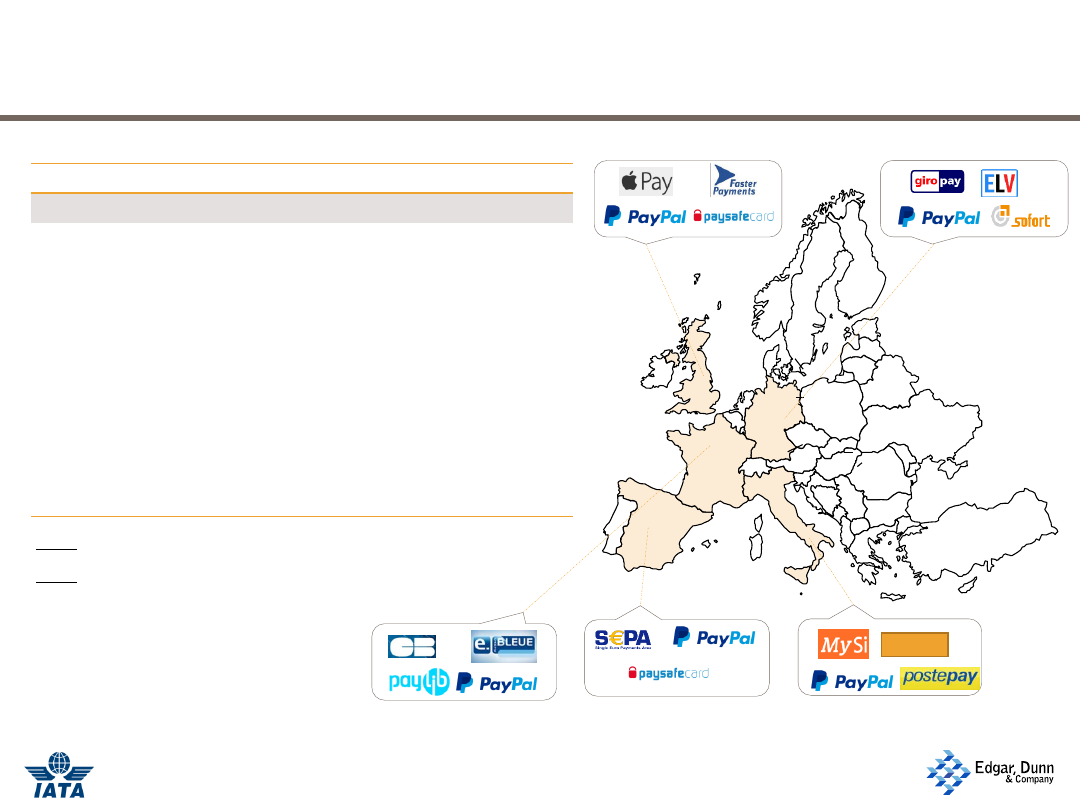 Pay
Faster
Payments
PayPal
paysafecard
giropay
ELV
PayPal
sofort
CB
e.
BLEUE
paylib
PayPal
S€PA
Single Euro Payments Area
PayPal
paysafecard
MySi
PayPal
postepay
IATA
Edgar, Dunn
& Company